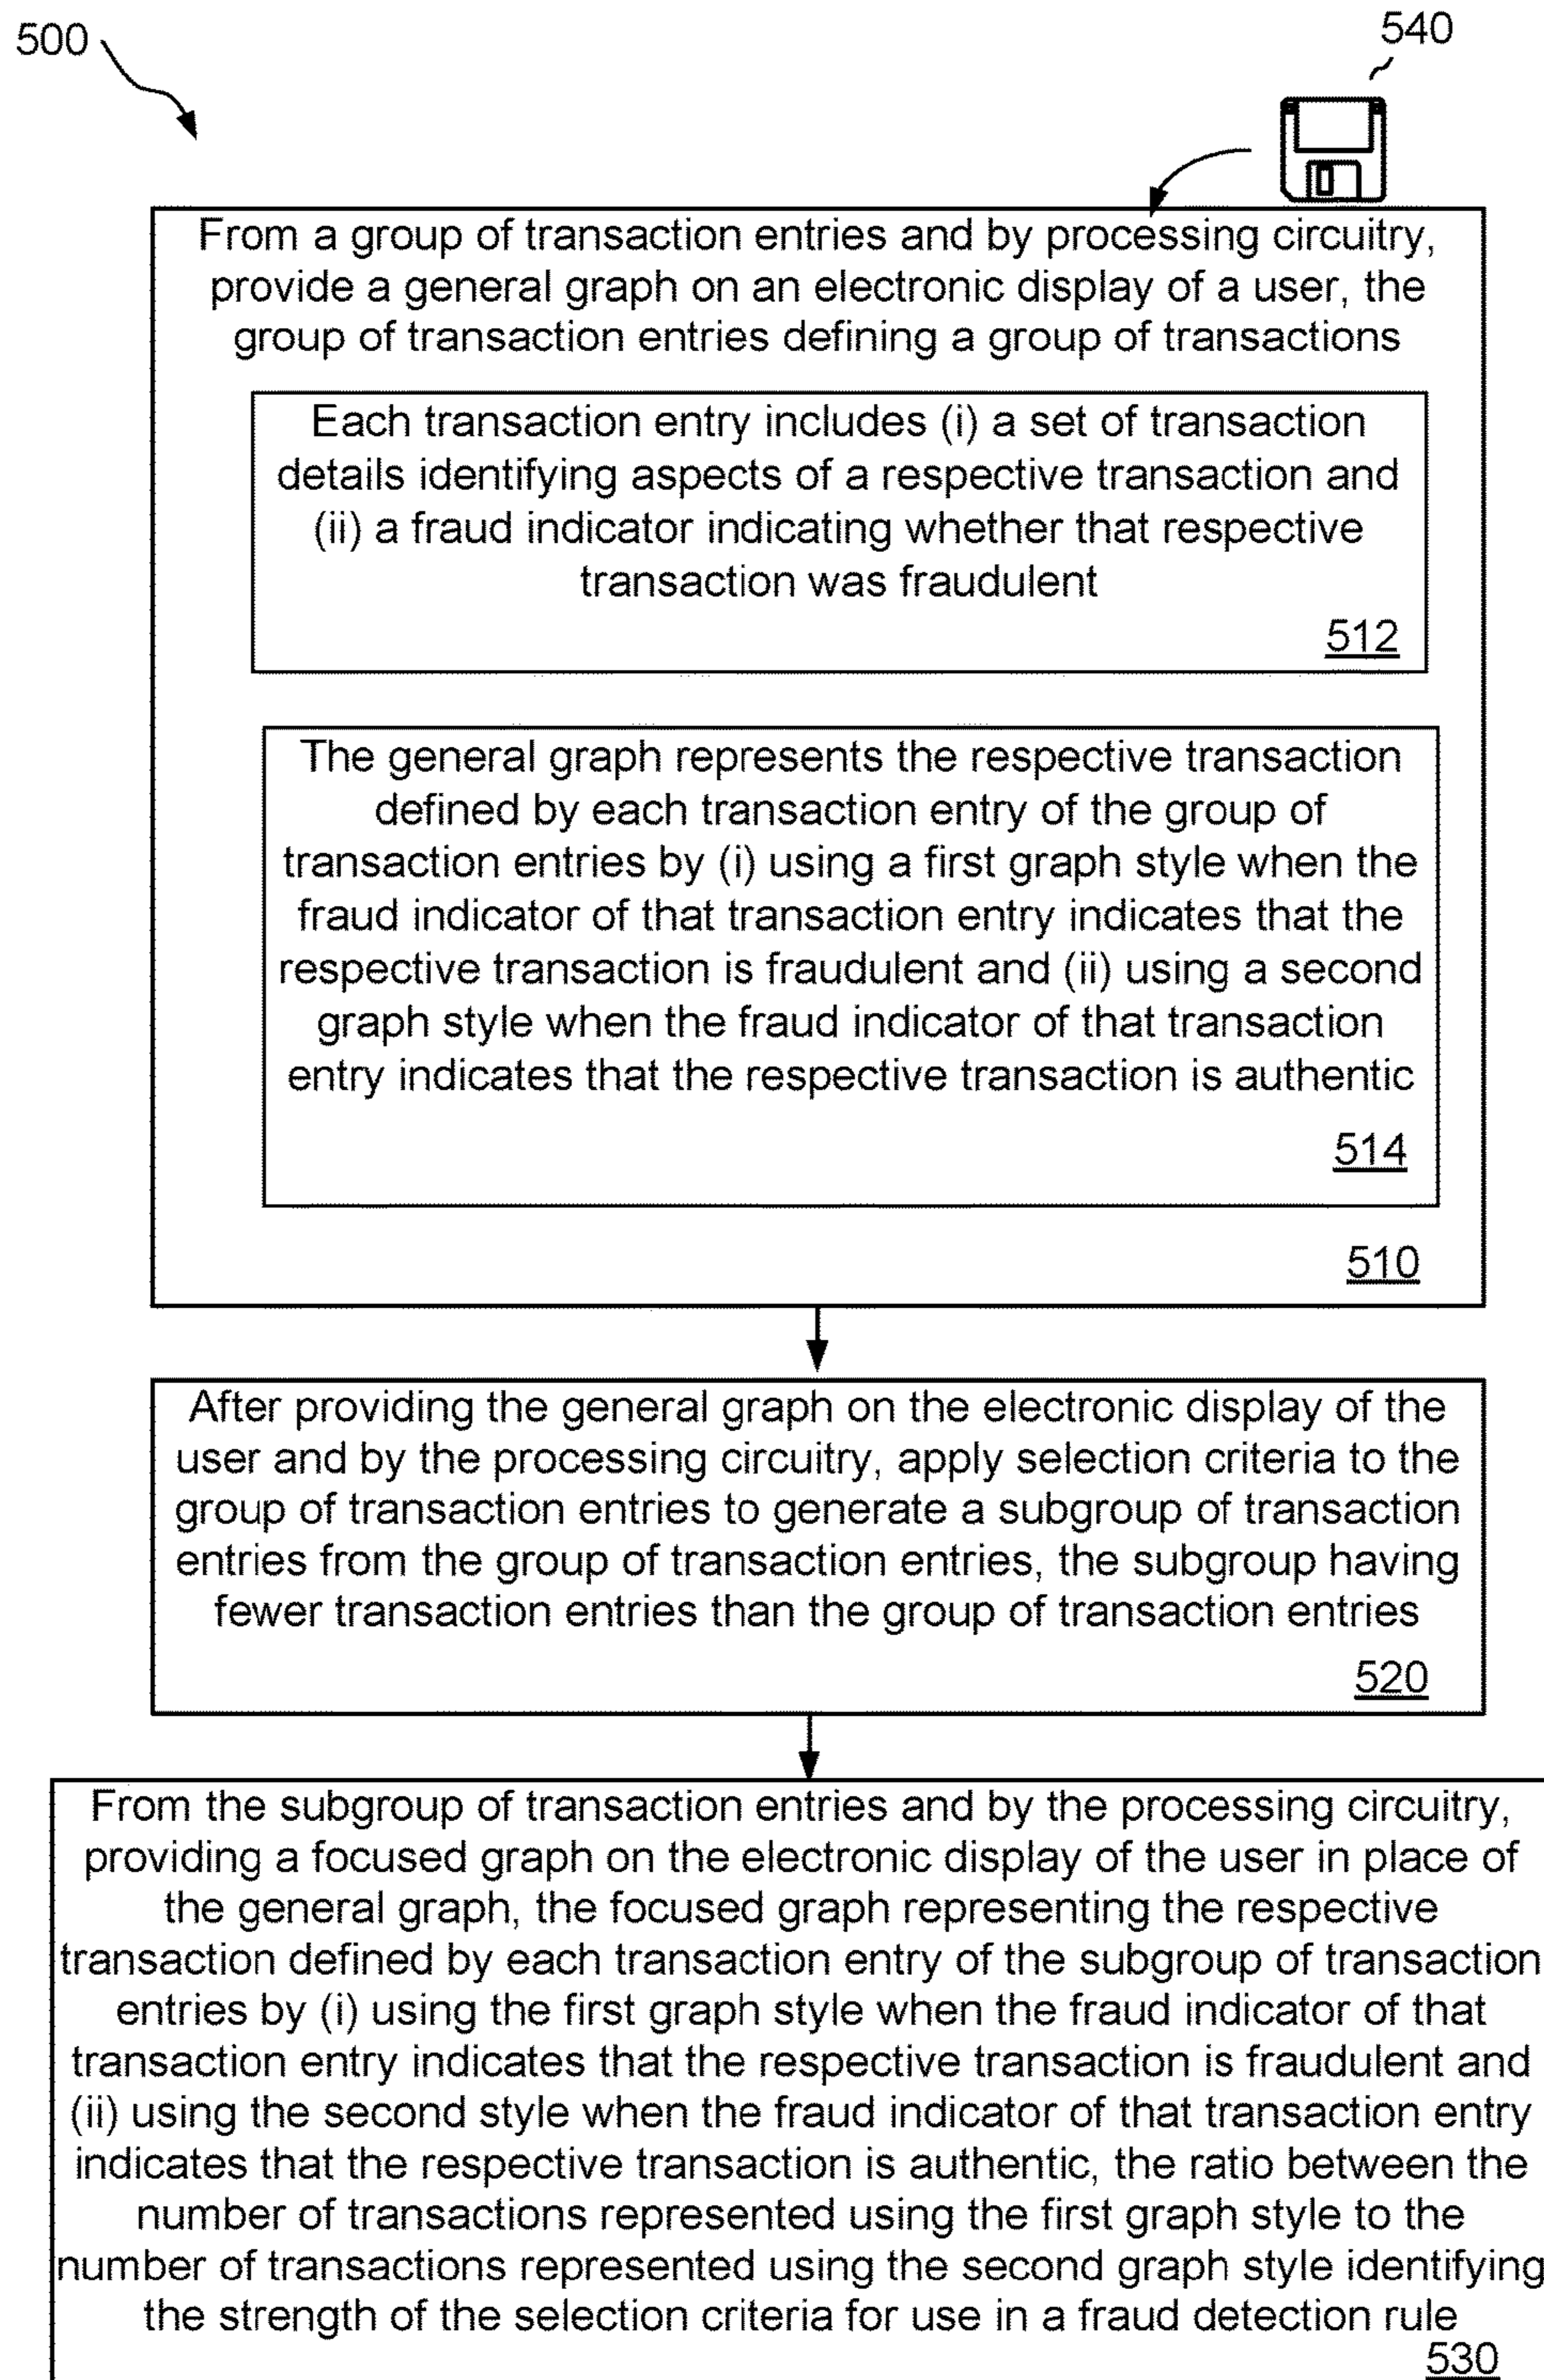 500
540
From a group of transaction entries and by processing circuitry,
provide a general graph on an electronic display of a user, the
group of transaction entries defining a group of transactions
Each transaction entry includes (i) a set of transaction
details identifying aspects of a respective transaction and
(ii) a fraud indicator indicating whether that respective
transaction was fraudulent
512
The general graph represents the respective transaction
defined by each transaction entry of the group of
transaction entries by (i) using a first graph style when the
fraud indicator of that transaction entry indicates that the
respective transaction is fraudulent and (ii) using a second
graph style when the fraud indicator of that transaction
entry indicates that the respective transaction is authentic
514
510
After providing the general graph on the electronic display of the
user and by the processing circuitry, apply selection criteria to the
group of transaction entries to generate a subgroup of transaction
entries from the group of transaction entries, the subgroup having
fewer transaction entries than the group of transaction entries
520
From the subgroup of transaction entries and by the processing circuitry,
providing a focused graph on the electronic display of the user in place of
the general graph, the focused graph representing the respective
transaction defined by each transaction entry of the subgroup of transaction
entries by (i) using the first graph style when the fraud indicator of that
transaction entry indicates that the respective transaction is fraudulent and
(ii) using the second style when the fraud indicator of that transaction entry
indicates that the respective transaction is authentic, the ratio between the
number of transactions represented using the first graph style to the
number of transactions represented using the second graph style identifying
the strength of the selection criteria for use in a fraud detection rule
530